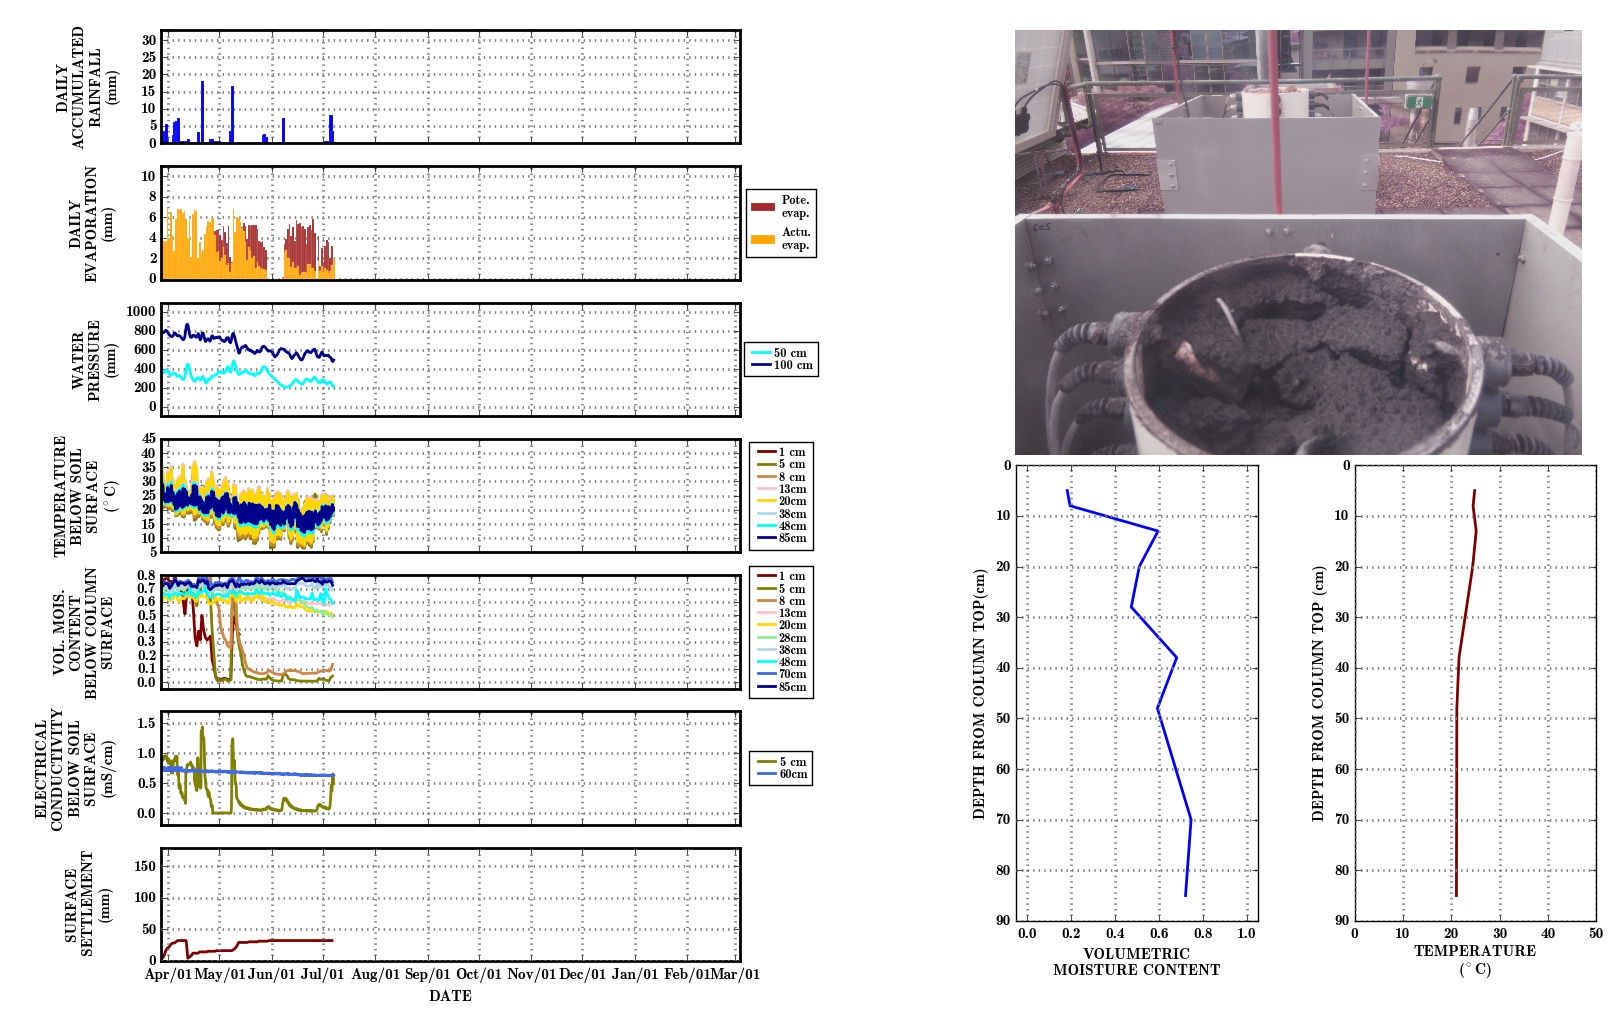 DAILY
ACCUMULATED
RAINFALL
(mm)
30
25
20
15
10
5
0
DAILY
EVAPORATION
(mm)
10
8
6
4
2
0
Pote.
evap.
Actu.
evap.
WATER
PRESSURE
(mm)
1000
800
600
400
200
0
50 cm
100 cm
TEMPERATURE
BELOW SOIL
SURFACE
(°C)
45
40
35
30
25
20
15
10
5
1 cm
5 cm
8 cm
13cm
20cm
38cm
48cm
85cm
VOL. MOIS.
CONTENT
BELOW COLUMN
SURFACE
0.8
0.7
0.6
0.5
0.4
0.3
0.2
0.1
0.0
1 cm
5 cm
8 cm
13cm
20cm
28cm
38cm
48cm
70cm
85cm
ELECTRICAL
CONDUCTIVITY
BELOW SOIL
SURFACE
(mS/cm)
1.5
1.0
0.5
0.0
5 cm
60cm
SURFACE
SETTLEMENT
(mm)
150
100
50
0
Apr/01 May/01 Jun/01 Jul/01 Aug/01 Sep/01 Oct/01 Nov/01 Dec/01 Jan/01 Feb/01 Mar/01
DATE
DEPTH FROM COLUMN TOP(cm)
0
10
20
30
40
50
60
70
80
90
0.0 0.2 0.4 0.6 0.8 1.0
VOLUMETRIC
MOISTURE CONTENT
DEPTH FROM COLUMN TOP (cm)
0
10
20
30
40
50
60
70
80
90
0 10 20 30 40 50
TEMPERATURE
(°C)